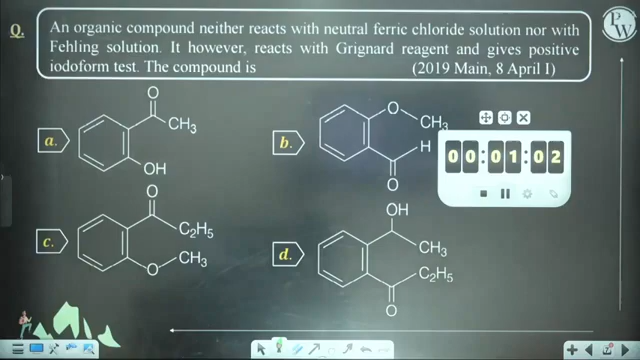 Q.
An organic compound neither reacts with neutral ferric chloride solution nor with
Fehling solution. It however, reacts with Grignard reagent and gives positive
iodoform test. The compound is (2019 Main, 8 April I)
PW
a.
O
CH₃
OH
b.
O
CH₃
H
O
00:01:02
c.
O
C₂H₅
O
CH₃
d.
OH
CH₃
C₂H₅
O